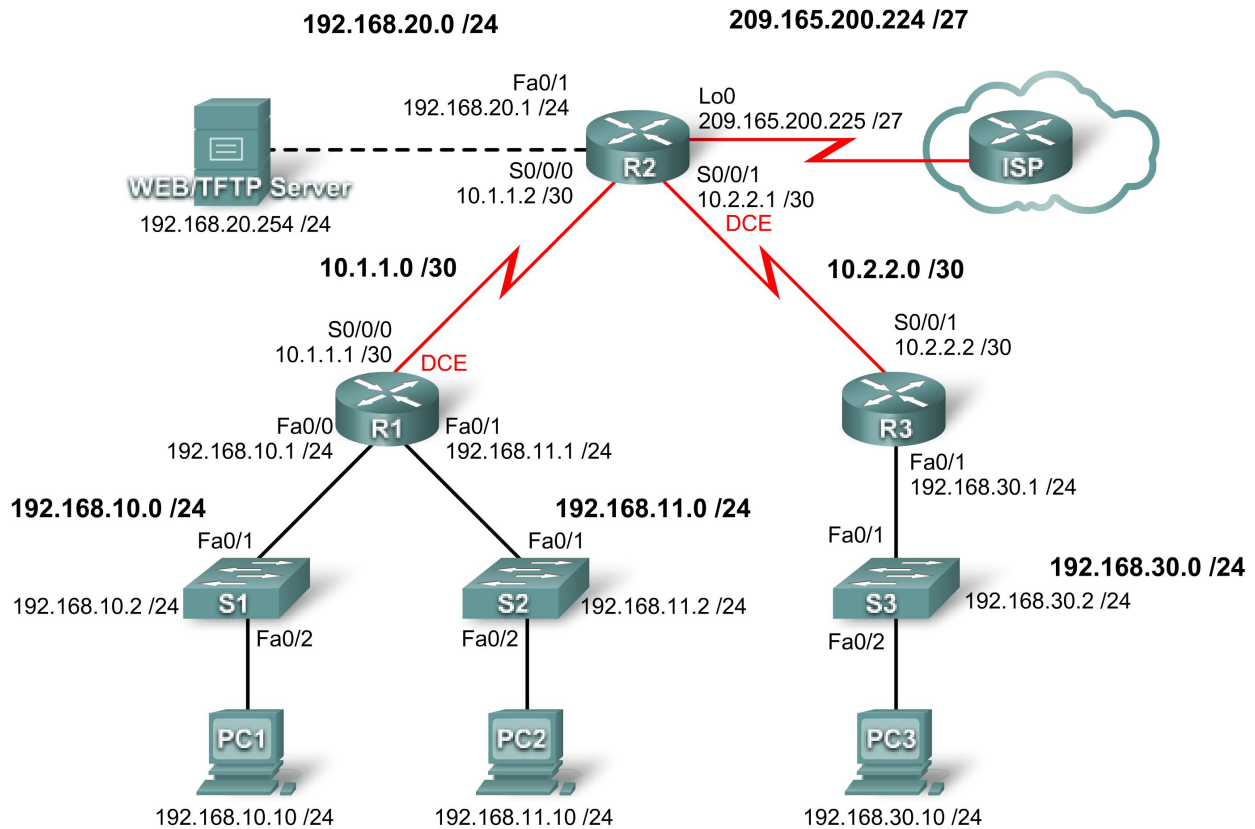 192.168.20.0 /24
209.165.200.224 /27
Fa0/1
192.168.20.1 /24
Lo0
209.165.200.225 /27
WEB/TFTP Server
192.168.20.254 /24
R2
ISP
S0/0/0
10.1.1.2 /30
S0/0/1
10.2.2.1 /30
DCE
10.1.1.0 /30
10.2.2.0 /30
S0/0/0
10.1.1.1 /30
DCE
S0/0/1
10.2.2.2 /30
R1
R3
Fa0/0
192.168.10.1 /24
Fa0/1
192.168.11.1 /24
Fa0/1
192.168.30.1 /24
192.168.10.0 /24
192.168.11.0 /24
Fa0/1
Fa0/1
Fa0/1
192.168.30.0 /24
192.168.10.2 /24
S1
S2
192.168.11.2 /24
S3
192.168.30.2 /24
Fa0/2
Fa0/2
Fa0/2
PC1
PC2
PC3
192.168.10.10 /24
192.168.11.10 /24
192.168.30.10 /24